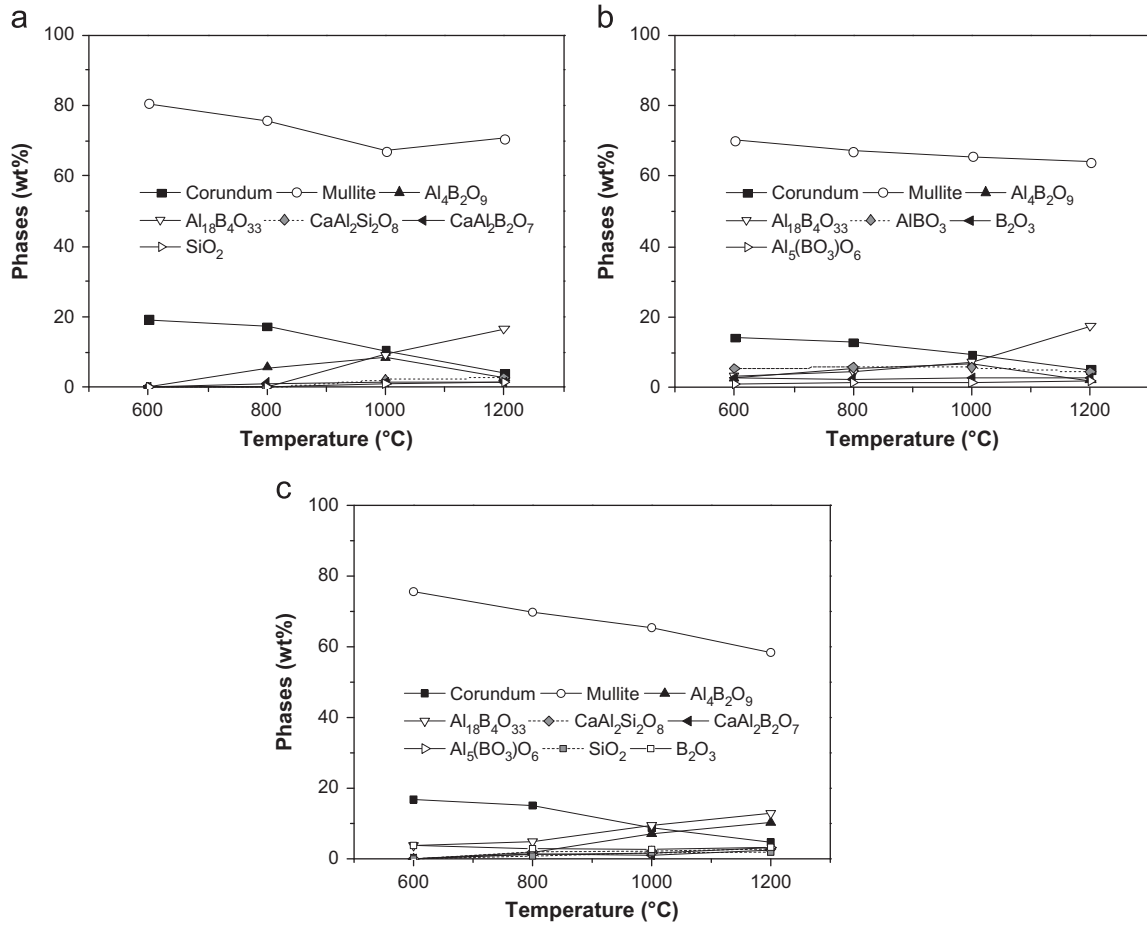 a
100
80
60
40
20
0
Phases (wt%)
Corundum Mullite Al₄B₂O₉
Al₁₈B₄O₃₃ CaAl₂Si₂O₈ CaAl₂B₂O₇
SiO₂
600 800 1000 1200
Temperature (°C)
b
100
80
60
40
20
0
Phases (wt%)
Corundum Mullite Al₄B₂O₉
Al₁₈B₄O₃₃ AlBO₃ B₂O₃
Al₅(BO₃)O₆
600 800 1000 1200
Temperature (°C)
c
100
80
60
40
20
0
Phases (wt%)
Corundum Mullite Al₄B₂O₉
Al₁₈B₄O₃₃ CaAl₂Si₂O₈ CaAl₂B₂O₇
Al₅(BO₃)O₆ SiO₂ B₂O₃
600 800 1000 1200
Temperature (°C)